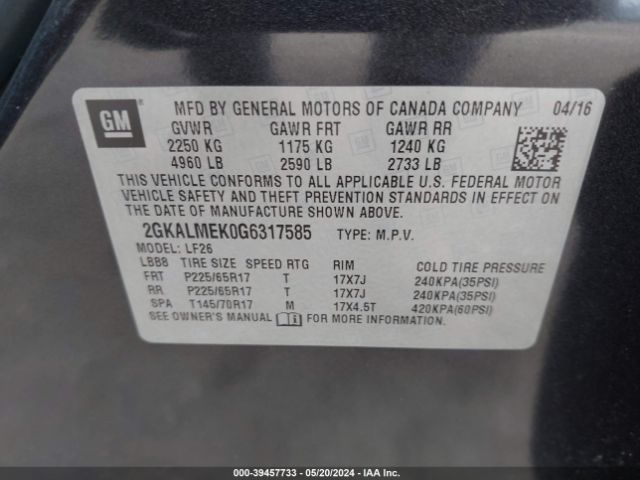 GM
MFD BY GENERAL MOTORS OF CANADA COMPANY 04/16
GVWR GAWR FRT GAWR RR
2250 KG 1175 KG 1240 KG
4960 LB 2590 LB 2733 LB
THIS VEHICLE CONFORMS TO ALL APPLICABLE U.S. FEDERAL MOTOR
VEHICLE SAFETY AND THEFT PREVENTION STANDARDS IN EFFECT ON
THE DATE OF MANUFACTURE SHOWN ABOVE.
2GKALMEK0G6317585 TYPE: M.P.V.
MODEL: LF26
LBB8 TIRE SIZE SPEED RTG RIM COLD TIRE PRESSURE
FRT P225/65R17 T 17X7J 240KPA(35PSI)
RR P225/65R17 T 17X7J 240KPA(35PSI)
SPA T145/70R17 M 17X4.5T 420KPA(60PSI)
SEE OWNER'S MANUAL FOR MORE INFORMATION.
000-39457733 - 05/20/2024 - IAA Inc.